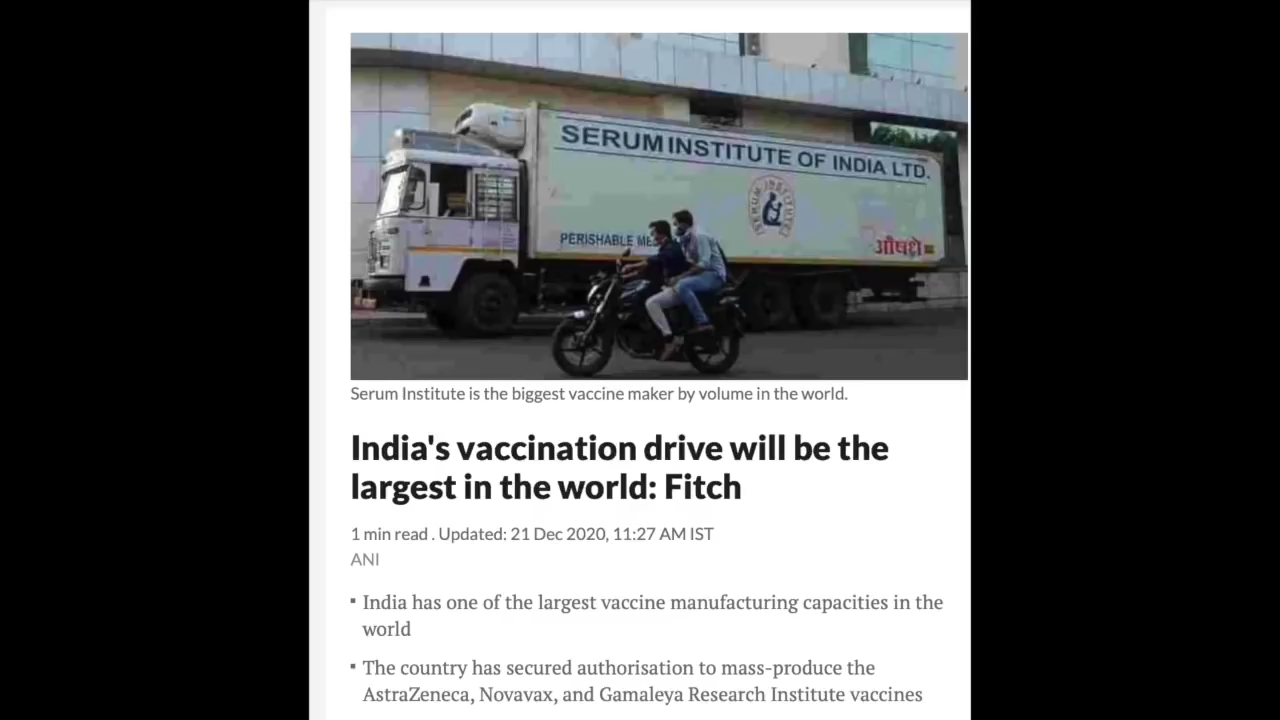 SERUM INSTITUTE OF INDIA LTD.
SERUM INSTITUTE
PERISHABLE
औषधे
Serum Institute is the biggest vaccine maker by volume in the world.
India's vaccination drive will be the
largest in the world: Fitch
1 min read . Updated: 21 Dec 2020, 11:27 AM IST
ANI
▪ India has one of the largest vaccine manufacturing capacities in the
world
▪ The country has secured authorisation to mass-produce the
AstraZeneca, Novavax, and Gamaleya Research Institute vaccines